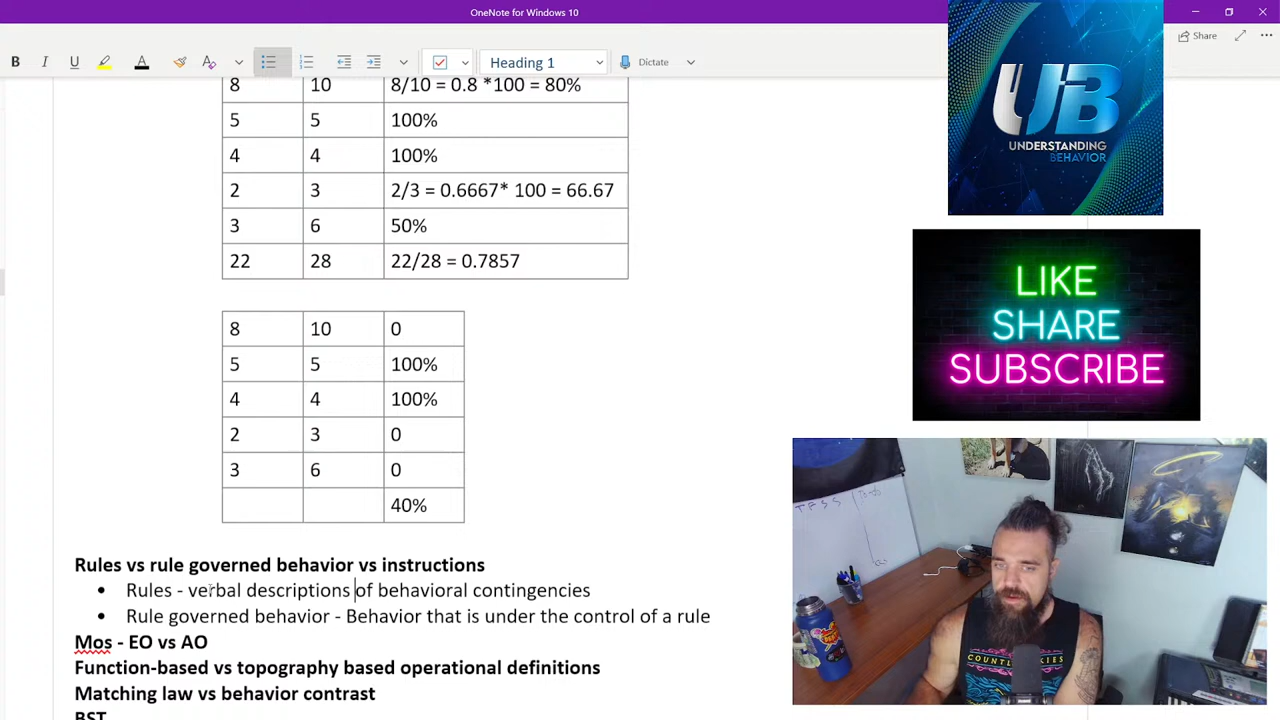 OneNote for Windows 10
Share
B I U A A Heading 1 Dictate
8 10 8/10 = 0.8 *100 = 80%
5 5 100%
4 4 100%
2 3 2/3 = 0.6667* 100 = 66.67
3 6 50%
22 28 22/28 = 0.7857
8 10 0
5 5 100%
4 4 100%
2 3 0
3 6 0
40%
Rules vs rule governed behavior vs instructions
• Rules - verbal descriptions of behavioral contingencies
• Rule governed behavior - Behavior that is under the control of a rule
Mos - EO vs AO
Function-based vs topography based operational definitions
Matching law vs behavior contrast
BST
UB
UNDERSTANDING
BEHAVIOR
LIKE
SHARE
SUBSCRIBE